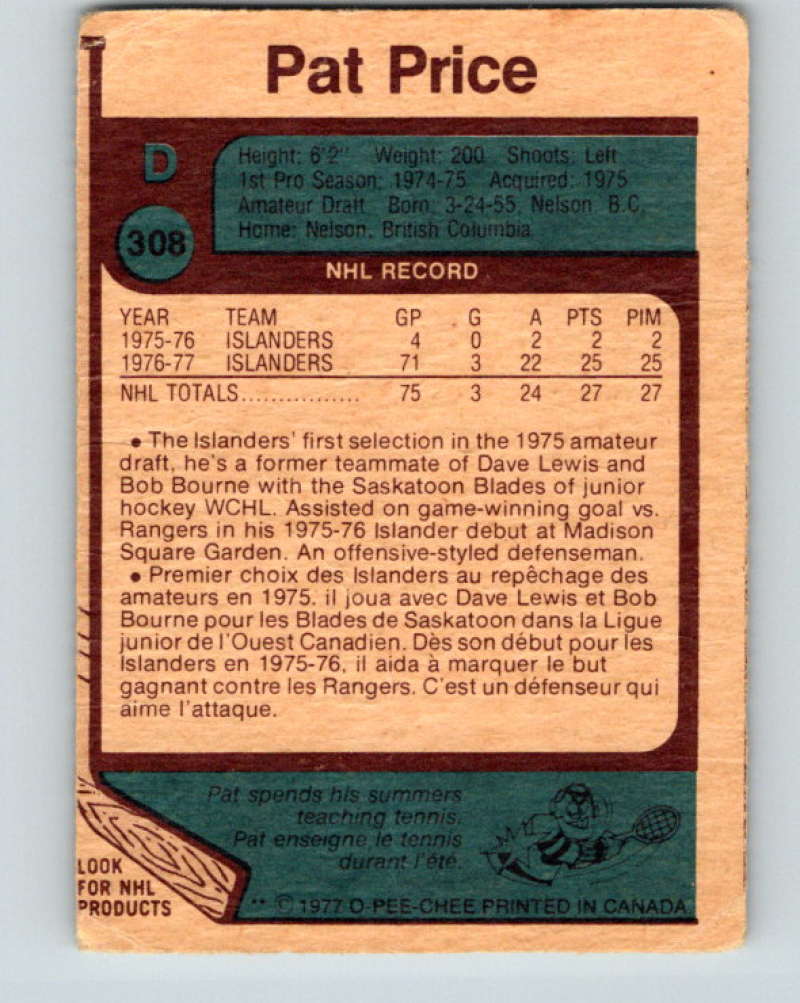 Pat Price
D
308
Height: 6'2" Weight: 200 Shoots: Left
1st Pro Season: 1974-75 Acquired: 1975
Amateur Draft Born: 3-24-55, Nelson B.C.
Home: Nelson, British Columbia
NHL RECORD
YEAR TEAM GP G A PTS PIM
1975-76 ISLANDERS 4 0 2 2 2
1976-77 ISLANDERS 71 3 22 25 25
NHL TOTALS................ 75 3 24 27 27
• The Islanders' first selection in the 1975 amateur
draft, he's a former teammate of Dave Lewis and
Bob Bourne with the Saskatoon Blades of junior
hockey WCHL. Assisted on game-winning goal vs.
Rangers in his 1975-76 Islander debut at Madison
Square Garden. An offensive-styled defenseman.
• Premier choix des Islanders au repêchage des
amateurs en 1975, il joua avec Dave Lewis et Bob
Bourne pour les Blades de Saskatoon dans la Ligue
junior de l'Ouest Canadien. Dès son début pour les
Islanders en 1975-76, il aida à marquer le but
gagnant contre les Rangers. C'est un défenseur qui
aime l'attaque.
Pat spends his summers
teaching tennis.
Pat enseigne le tennis
durant l'été.
LOOK
FOR NHL
PRODUCTS
** © 1977 O-PEE-CHEE PRINTED IN CANADA